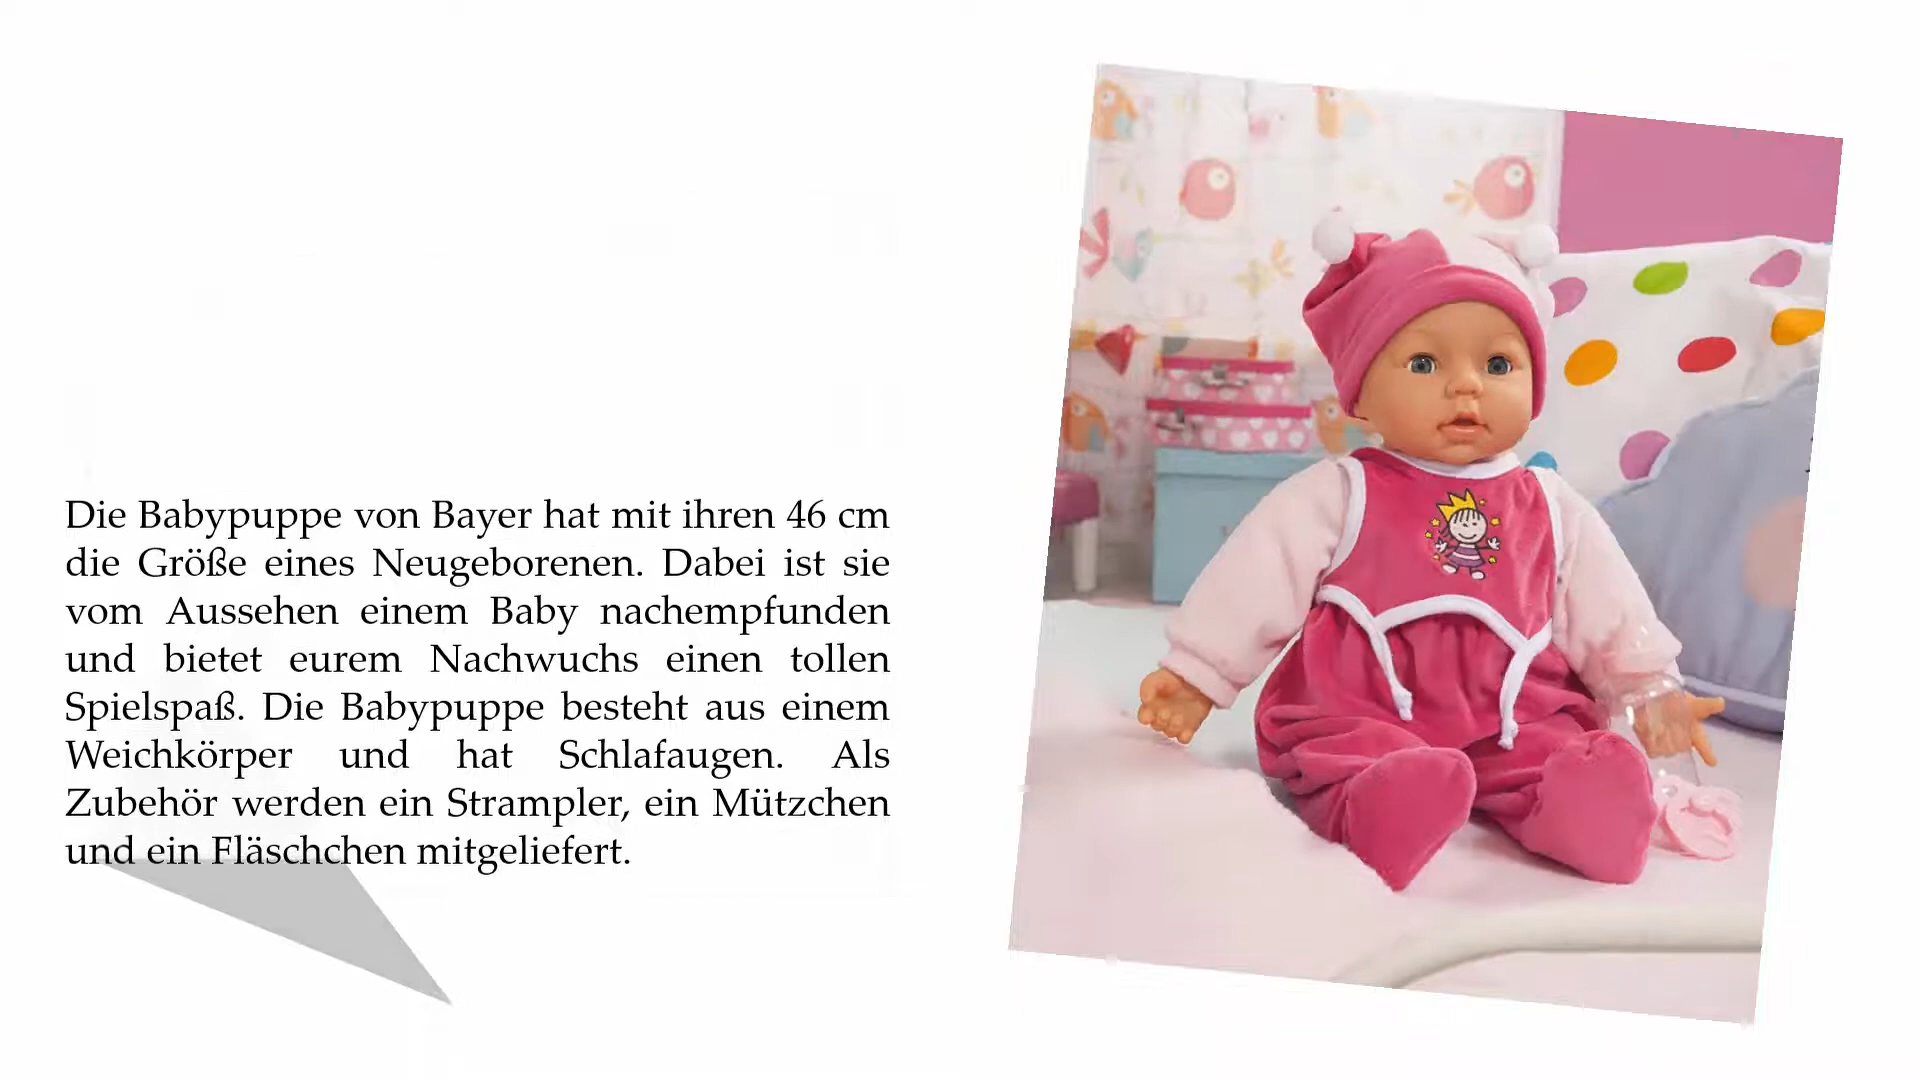 Die Babypuppe von Bayer hat mit ihren 46 cm
die Größe eines Neugeborenen. Dabei ist sie
vom Aussehen einem Baby nachempfunden
und bietet eurem Nachwuchs einen tollen
Spielspaß. Die Babypuppe besteht aus einem
Weichkörper und hat Schlafaugen. Als
Zubehör werden ein Strampler, ein Mützchen
und ein Fläschchen mitgeliefert.